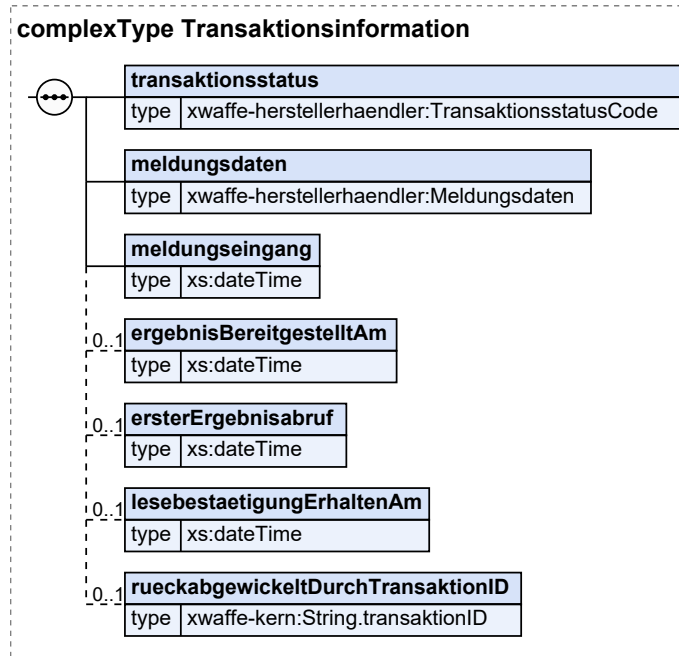 complexType Transaktionsinformation
transaktionsstatus
type xwaffe-herstellerhaendler:TransaktionsstatusCode
meldungsdaten
type xwaffe-herstellerhaendler:Meldungsdaten
meldungseingang
type xs:dateTime
0..1 ergebnisBereitgestelltAm
type xs:dateTime
0..1 ersterErgebnisabruf
type xs:dateTime
0..1 lesebestaetigungErhaltenAm
type xs:dateTime
0..1 rueckabgewickeltDurchTransaktionID
type xwaffe-kern:String.transaktionID